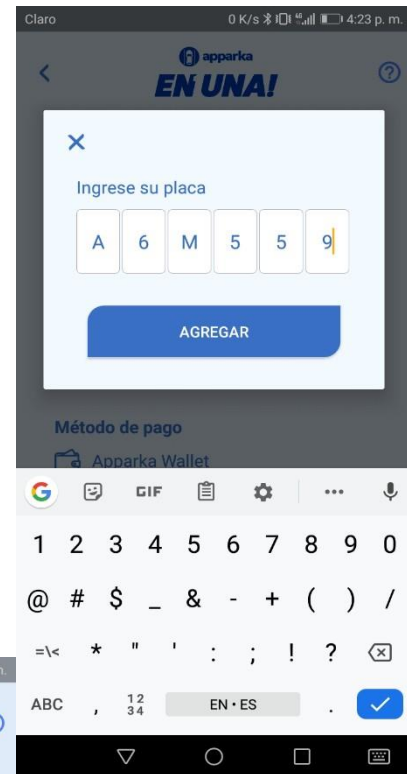 Claro 0 K/s 4G 4:23 p. m.
apparka
EN UNA!
Ingrese su placa
A 6 M 5 5 9
AGREGAR
Método de pago
Apparka Wallet
G GIF
1 2 3 4 5 6 7 8 9 0
@ # $ _ & - + ( ) /
=\< * " ' : ; ! ?
ABC , 12 34 EN • ES .
m.